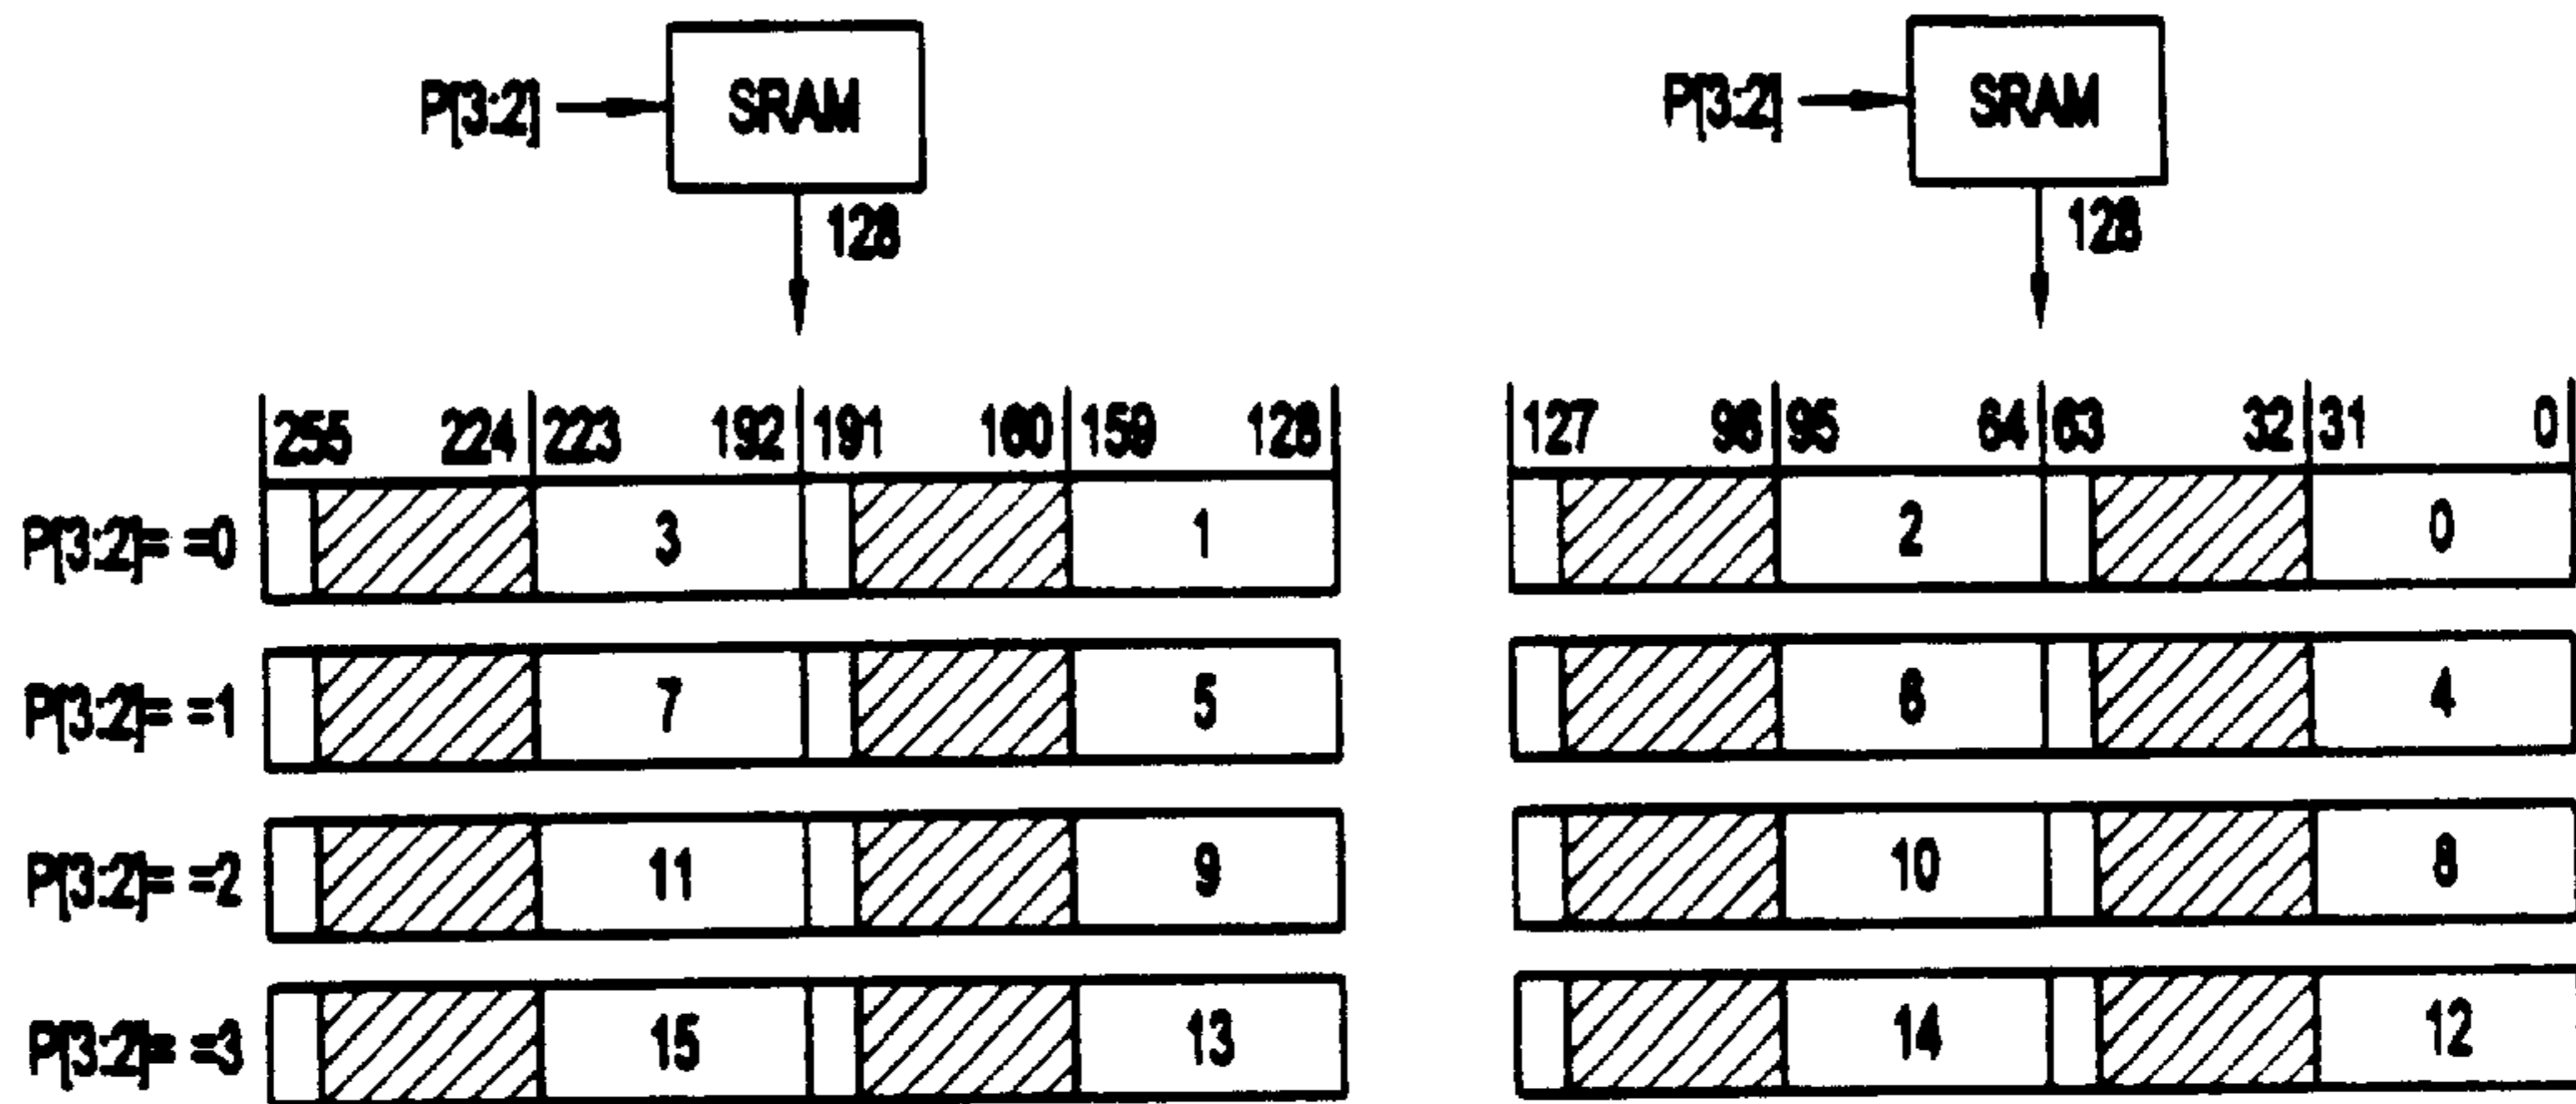 P[3:2] SRAM P[3:2] SRAM
128 128
255 224 223 192 191 160 159 128 127 96 95 64 63 32 31 0
P[3:2]= =0 3 1 2 0
P[3:2]= =1 7 5 6 4
P[3:2]= =2 11 9 10 8
P[3:2]= =3 15 13 14 12